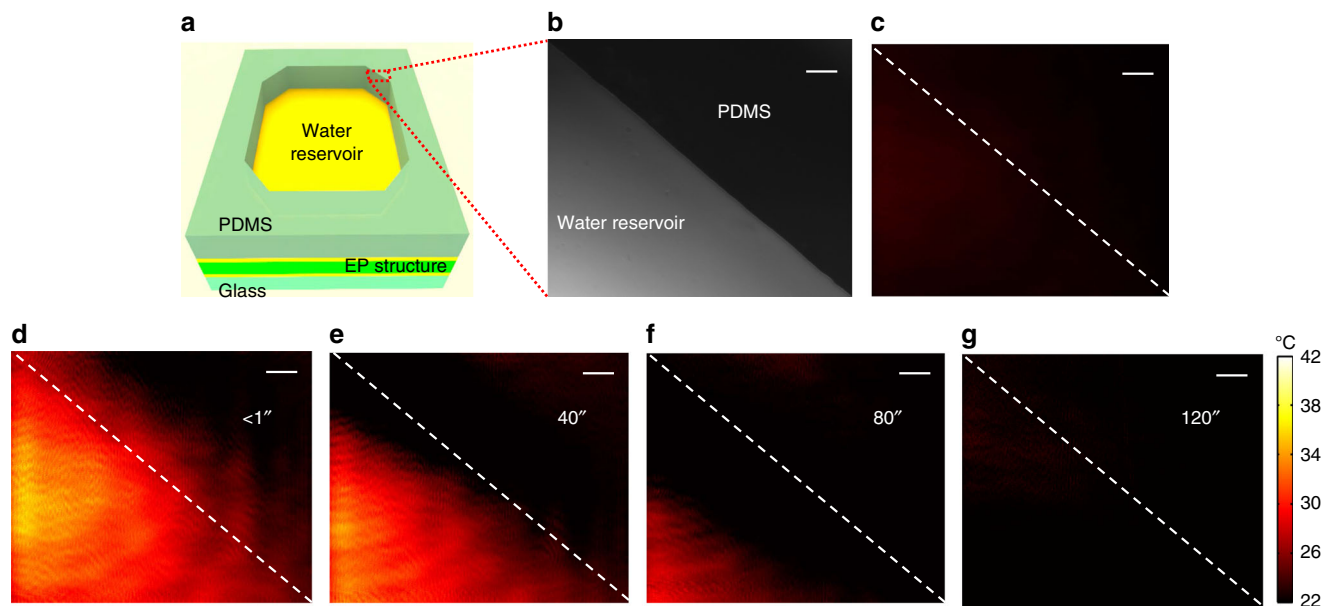 a
b
c
Water
reservoir
PDMS
EP structure
Glass
PDMS
Water reservoir
d
e
f
g
<1″
40″
80″
120″
°C
42
38
34
30
26
22